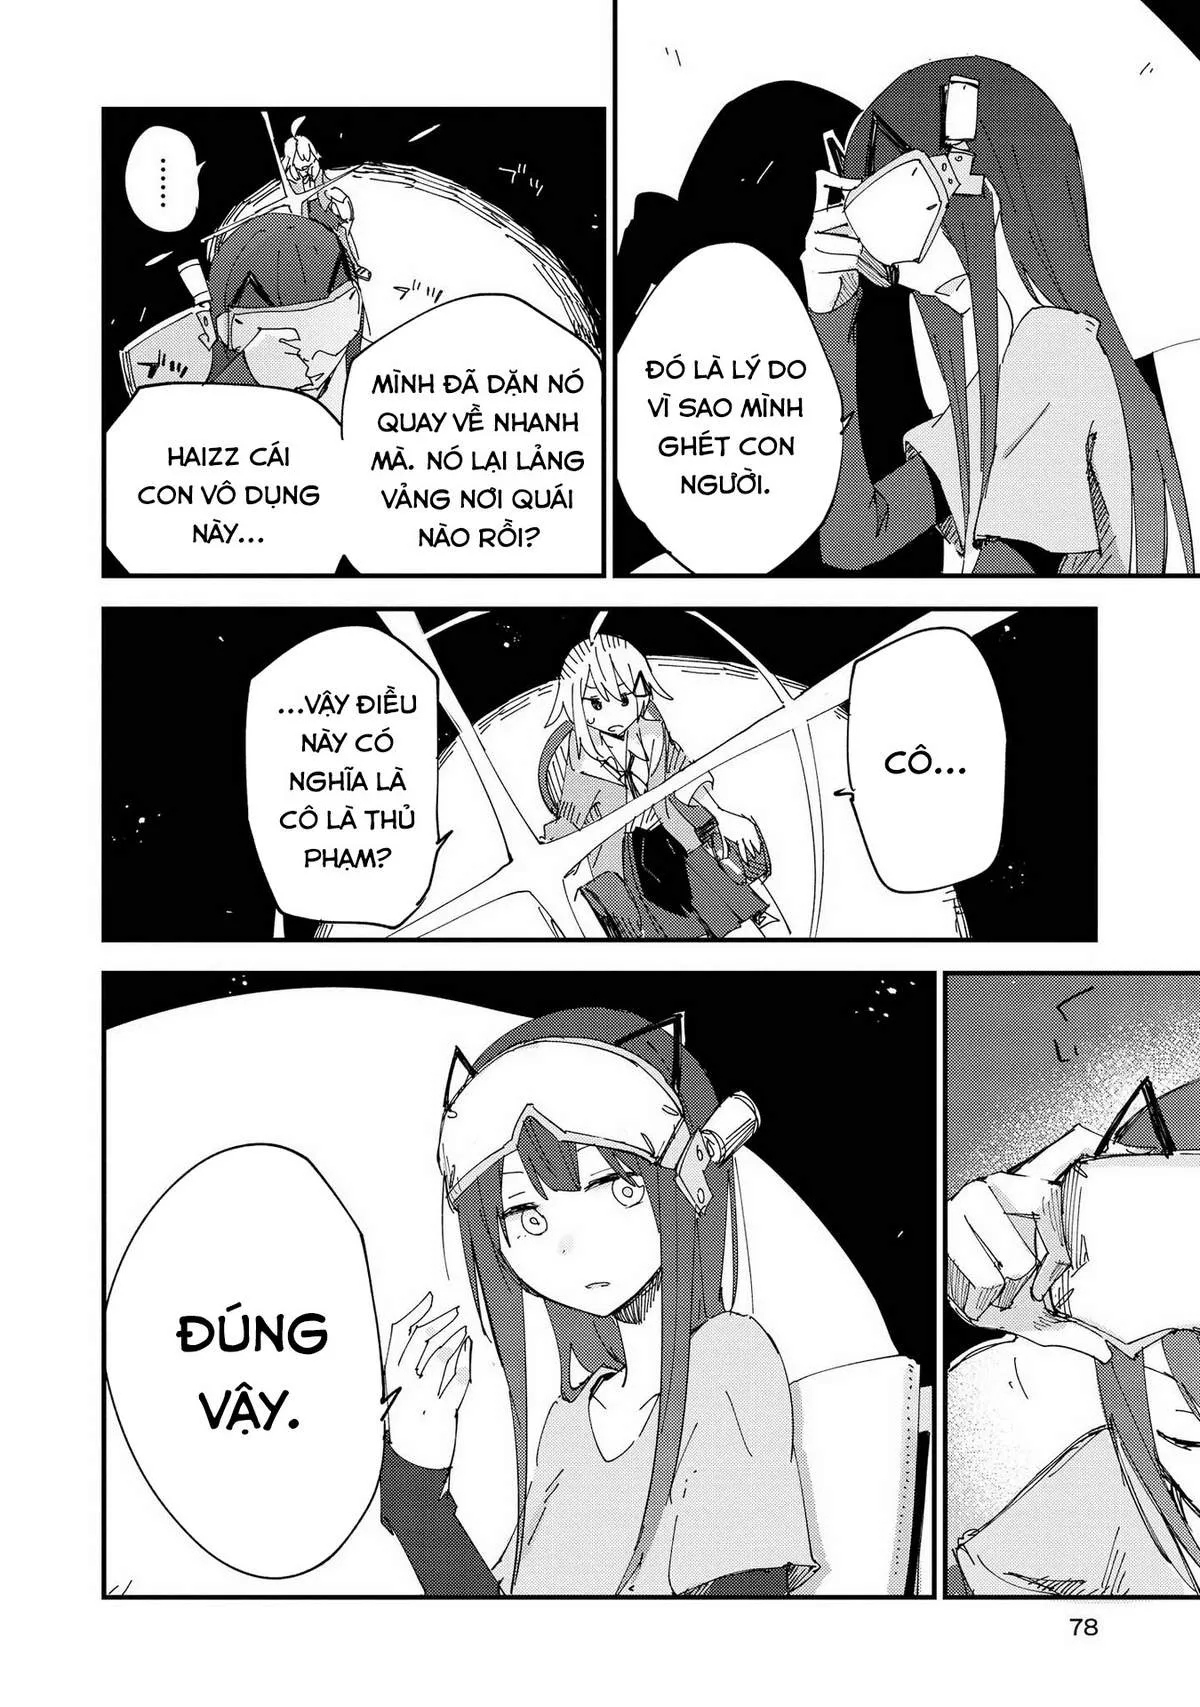 ĐÓ LÀ LÝ DO
VÌ SAO MÌNH
GHÉT CON
NGƯỜI.
MÌNH ĐÃ DẶN NÓ
QUAY VỀ NHANH
MÀ. NÓ LẠI LẢNG
VẢNG NƠI QUÁI
NÀO RỒI?
......
HAIZZ CÁI
CON VÔ DỤNG
NÀY...
CÔ...
...VẬY ĐIỀU
NÀY CÓ
NGHĨA LÀ
CÔ LÀ THỦ
PHẠM?
ĐÚNG
VẬY.
78